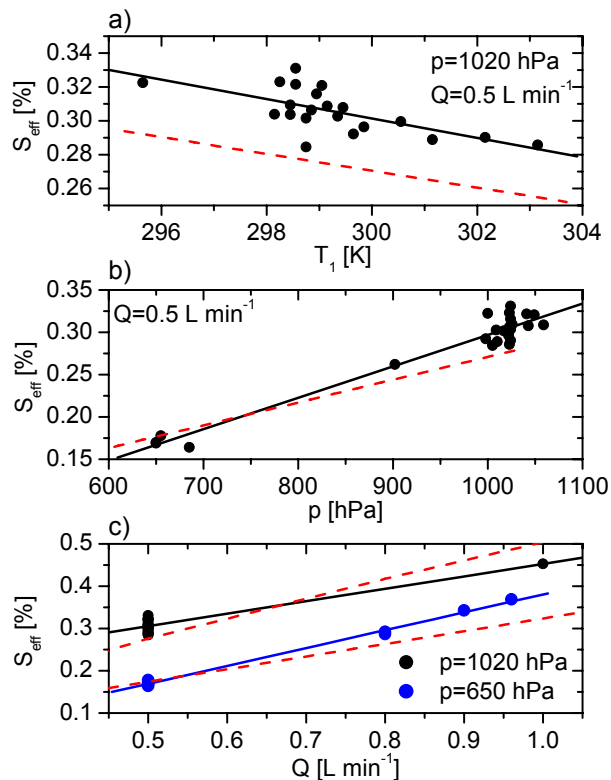 a)
0.34
0.32
0.30
0.28
0.26
S_eff [%]
p=1020 hPa
Q=0.5 L min⁻¹
296 298 300 302 304
T₁ [K]
b)
0.35
0.30
0.25
0.20
0.15
S_eff [%]
Q=0.5 L min⁻¹
600 700 800 900 1000 1100
p [hPa]
c)
0.5
0.4
0.3
0.2
0.1
S_eff [%]
p=1020 hPa
p=650 hPa
0.5 0.6 0.7 0.8 0.9 1.0
Q [L min⁻¹]